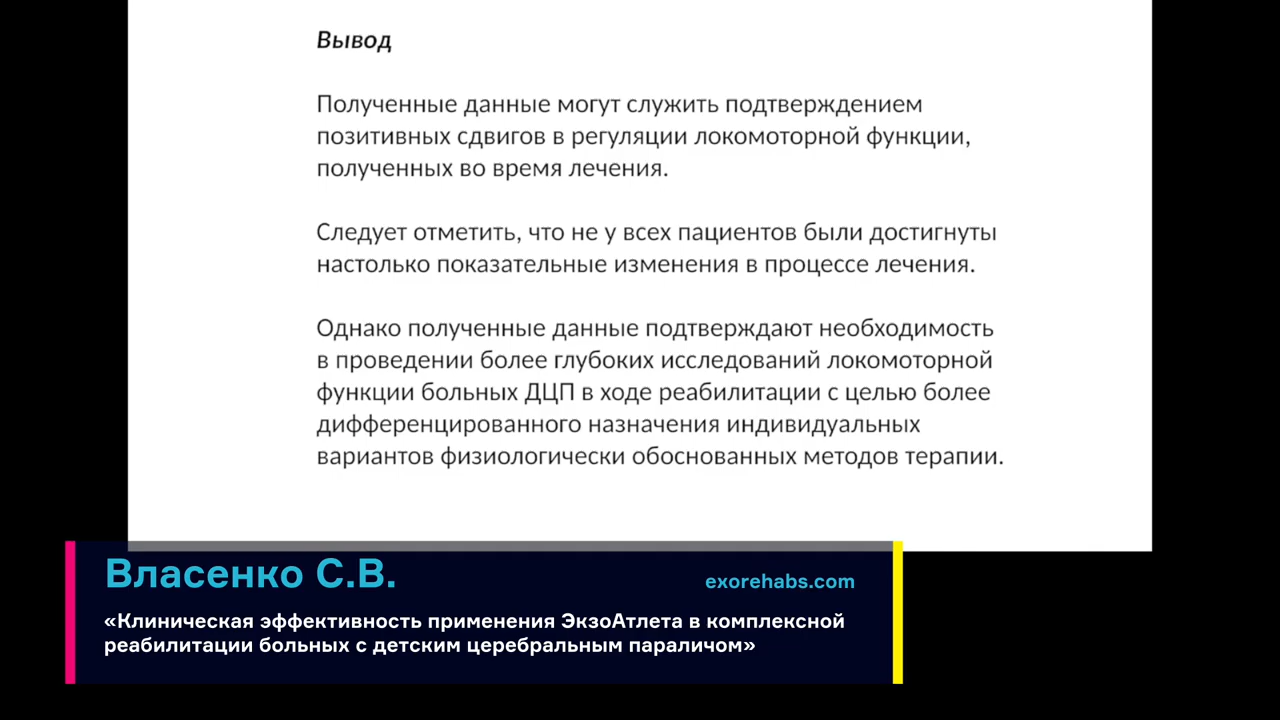 Вывод
Полученные данные могут служить подтверждением
позитивных сдвигов в регуляции локомоторной функции,
полученных во время лечения.
Следует отметить, что не у всех пациентов были достигнуты
настолько показательные изменения в процессе лечения.
Однако полученные данные подтверждают необходимость
в проведении более глубоких исследований локомоторной
функции больных ДЦП в ходе реабилитации с целью более
дифференцированного назначения индивидуальных
вариантов физиологически обоснованных методов терапии.
Власенко С.В.
exorehabs.com
«Клиническая эффективность применения ЭкзоАтлета в комплексной
реабилитации больных с детским церебральным параличом»